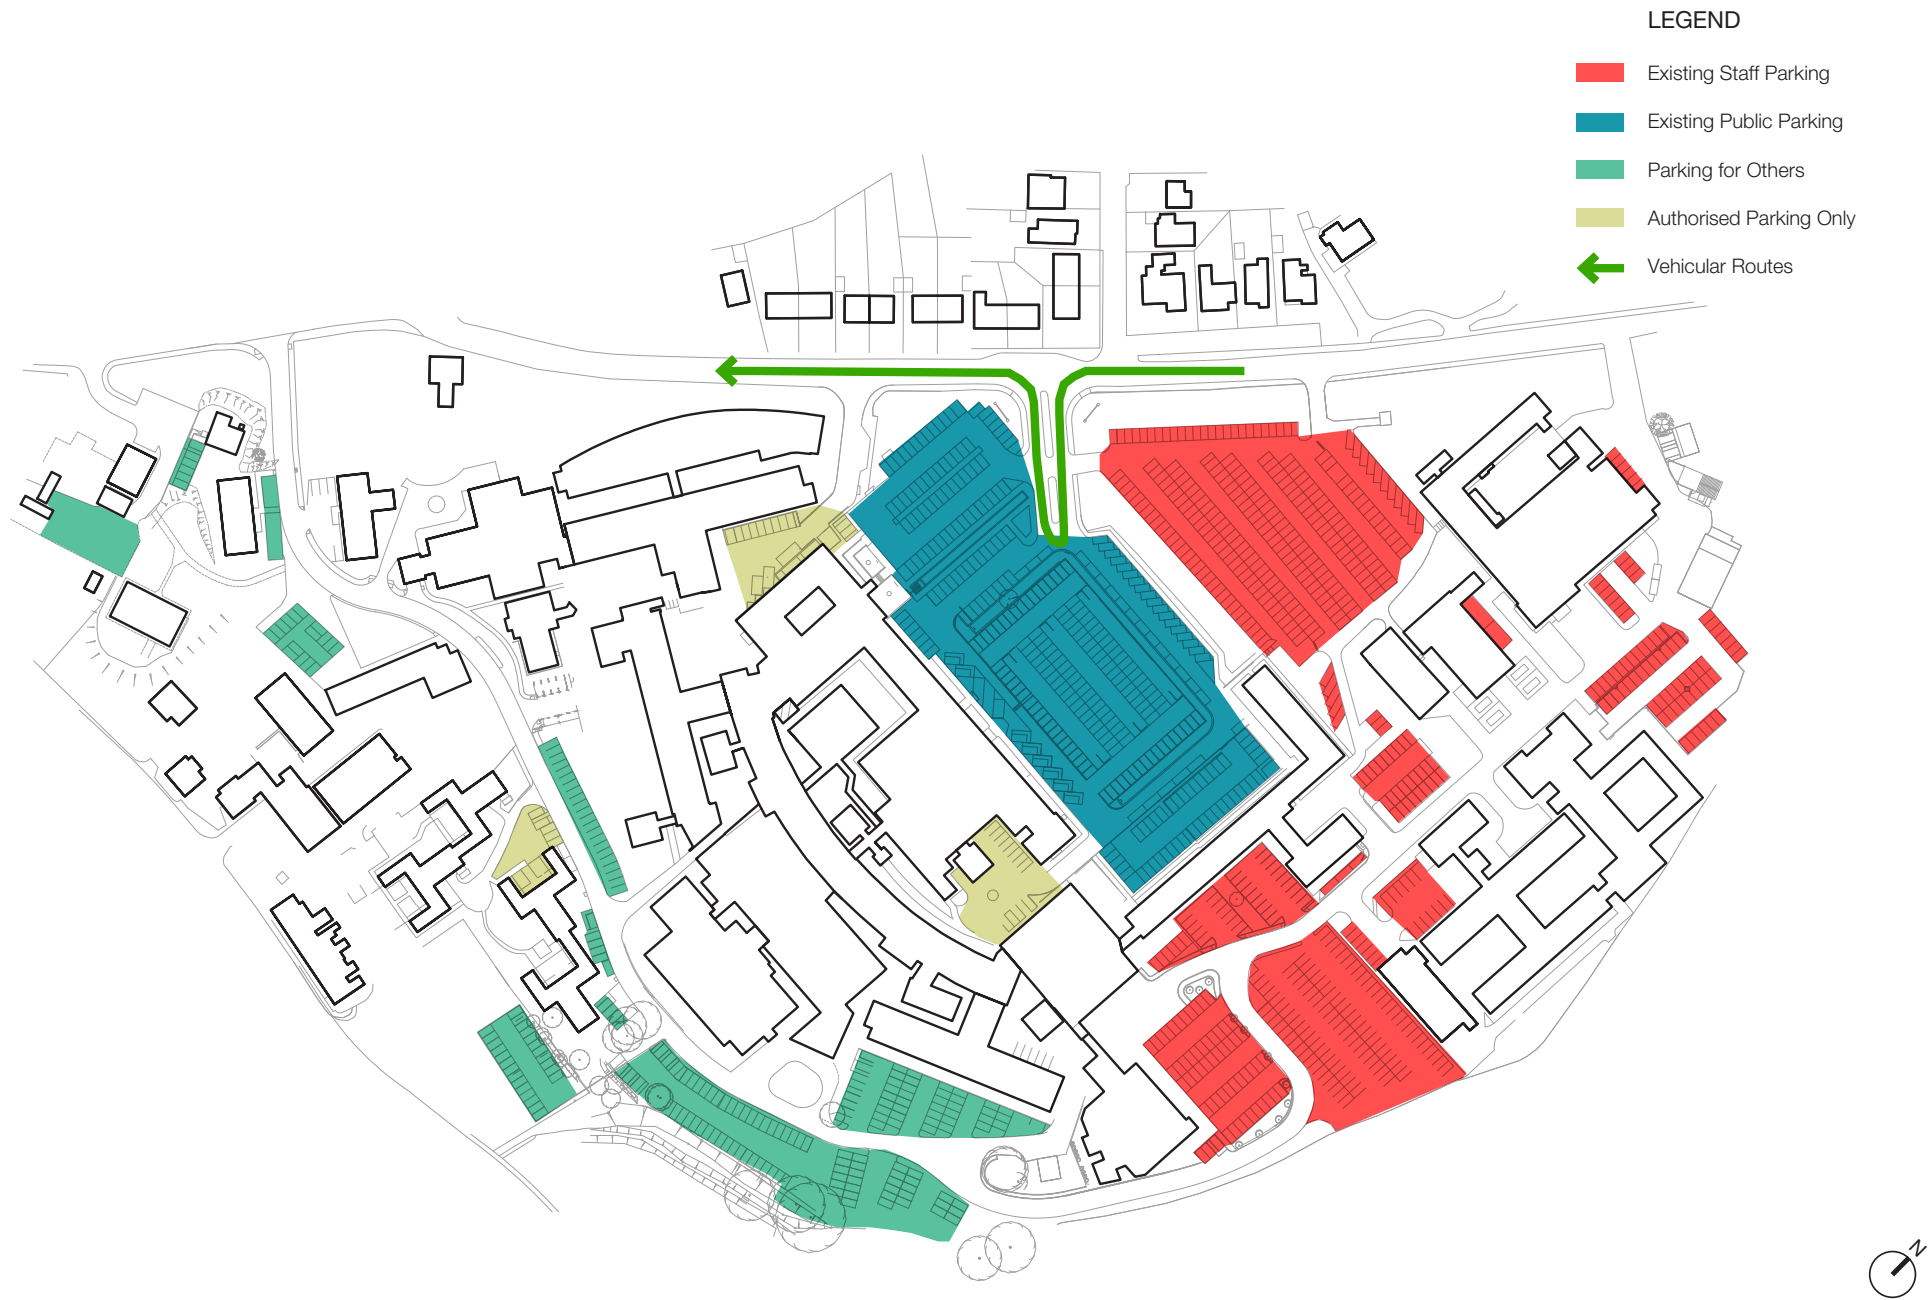 LEGEND
Existing Staff Parking
Existing Public Parking
Parking for Others
Authorised Parking Only
Vehicular Routes
N